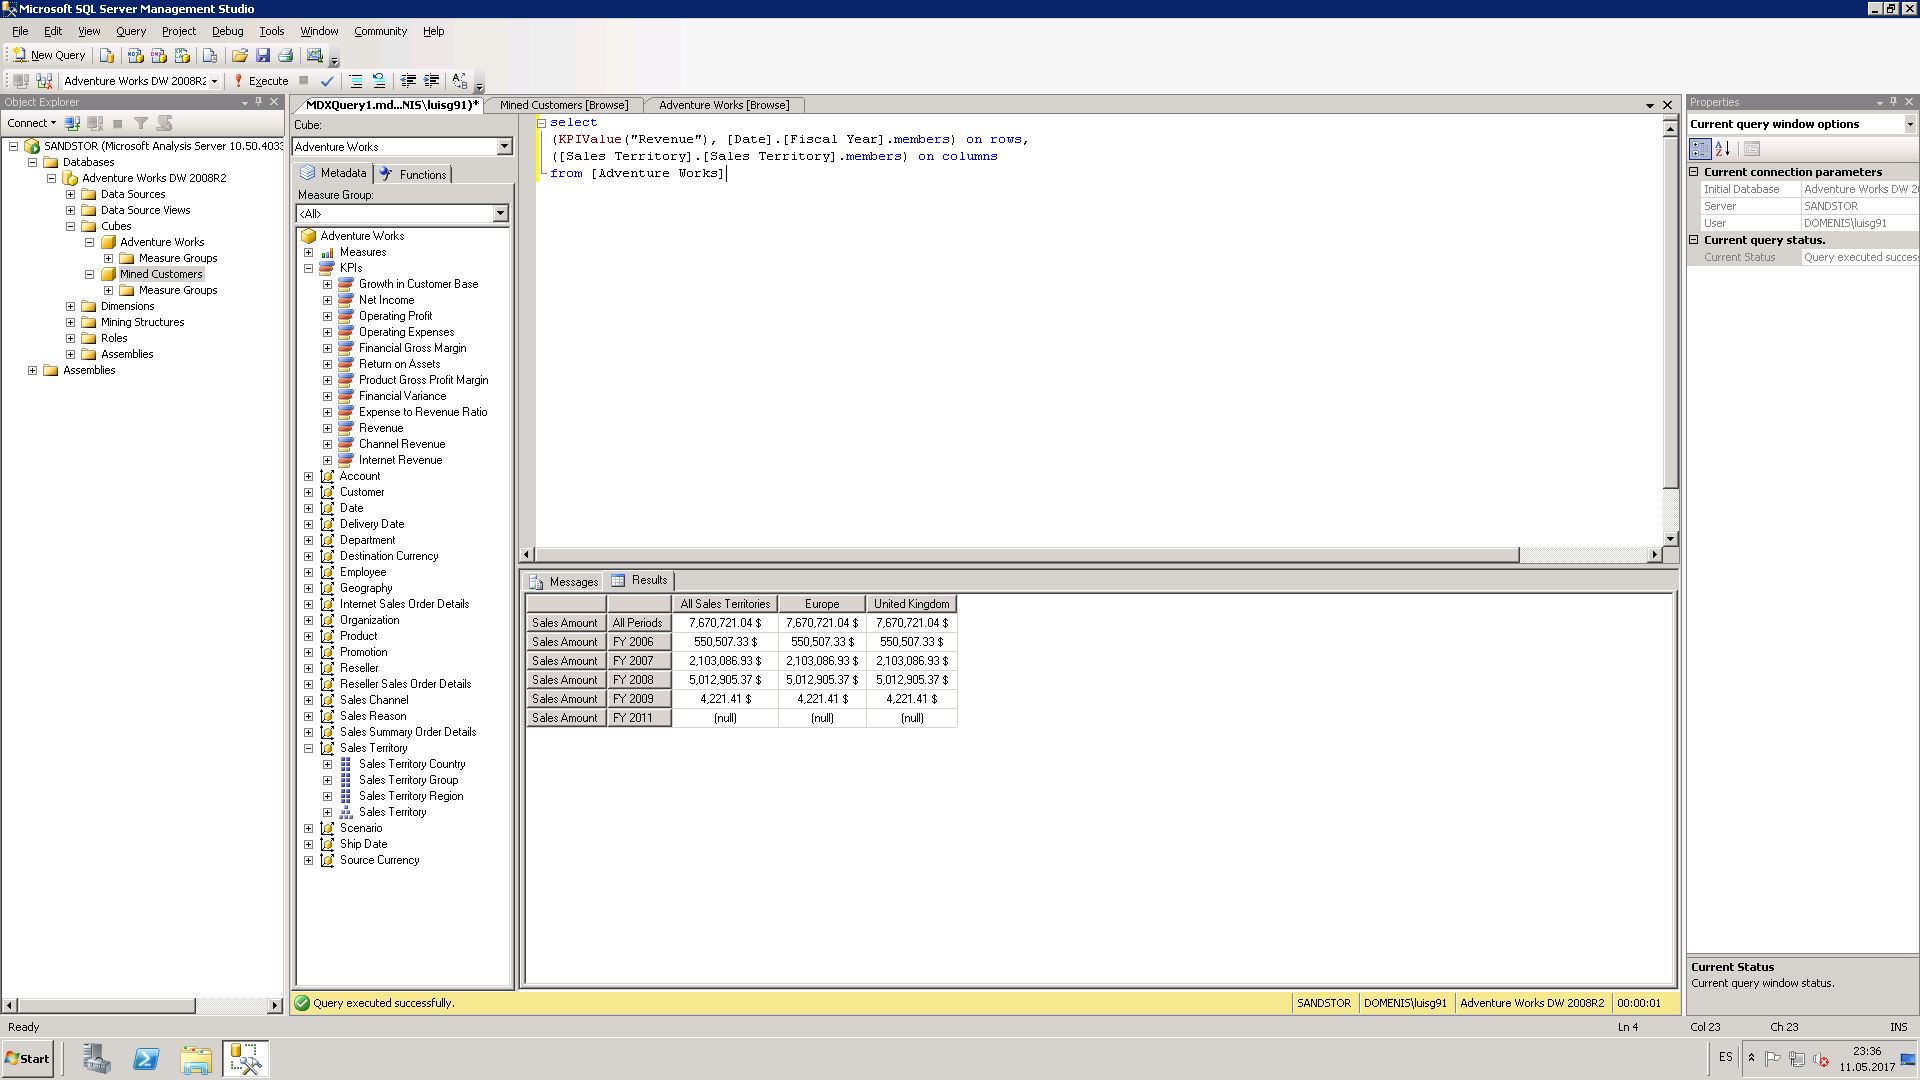 Microsoft SQL Server Management Studio
File Edit View Query Project Debug Tools Window Community Help
New Query
Adventure Works DW 2008R2 Execute
Object Explorer
Connect
SANDSTOR (Microsoft Analysis Server 10.50.4033
Databases
Adventure Works DW 2008R2
Data Sources
Data Source Views
Cubes
Adventure Works
Measure Groups
Mined Customers
Measure Groups
Dimensions
Mining Structures
Roles
Assemblies
Assemblies
MDXQuery1.md...NIS\luisg91)* Mined Customers [Browse] Adventure Works [Browse]
Cube:
Adventure Works
Metadata Functions
Measure Group:
<All>
Adventure Works
Measures
KPIs
Growth in Customer Base
Net Income
Operating Profit
Operating Expenses
Financial Gross Margin
Return on Assets
Product Gross Profit Margin
Financial Variance
Expense to Revenue Ratio
Revenue
Channel Revenue
Internet Revenue
Account
Customer
Date
Delivery Date
Department
Destination Currency
Employee
Geography
Internet Sales Order Details
Organization
Product
Promotion
Reseller
Reseller Sales Order Details
Sales Channel
Sales Reason
Sales Summary Order Details
Sales Territory
Sales Territory Country
Sales Territory Group
Sales Territory Region
Sales Territory
Scenario
Ship Date
Source Currency
select
(KPIValue("Revenue"), [Date].[Fiscal Year].members) on rows,
([Sales Territory].[Sales Territory].members) on columns
from [Adventure Works]
Messages Results
All Sales Territories Europe United Kingdom
Sales Amount All Periods 7,670,721.04 $ 7,670,721.04 $ 7,670,721.04 $
Sales Amount FY 2006 550,507.33 $ 550,507.33 $ 550,507.33 $
Sales Amount FY 2007 2,103,086.93 $ 2,103,086.93 $ 2,103,086.93 $
Sales Amount FY 2008 5,012,905.37 $ 5,012,905.37 $ 5,012,905.37 $
Sales Amount FY 2009 4,221.41 $ 4,221.41 $ 4,221.41 $
Sales Amount FY 2011 (null) (null) (null)
Query executed successfully. SANDSTOR DOMENIS\luisg91 Adventure Works DW 2008R2 00:00:01
Properties
Current query window options
Current connection parameters
Initial Database Adventure Works DW 2
Server SANDSTOR
User DOMENIS\luisg91
Current query status.
Current Status Query executed succes
Current Status
Current query window status.
Ready Ln 4 Col 23 Ch 23 INS
Start ES 23:36
11.05.2017